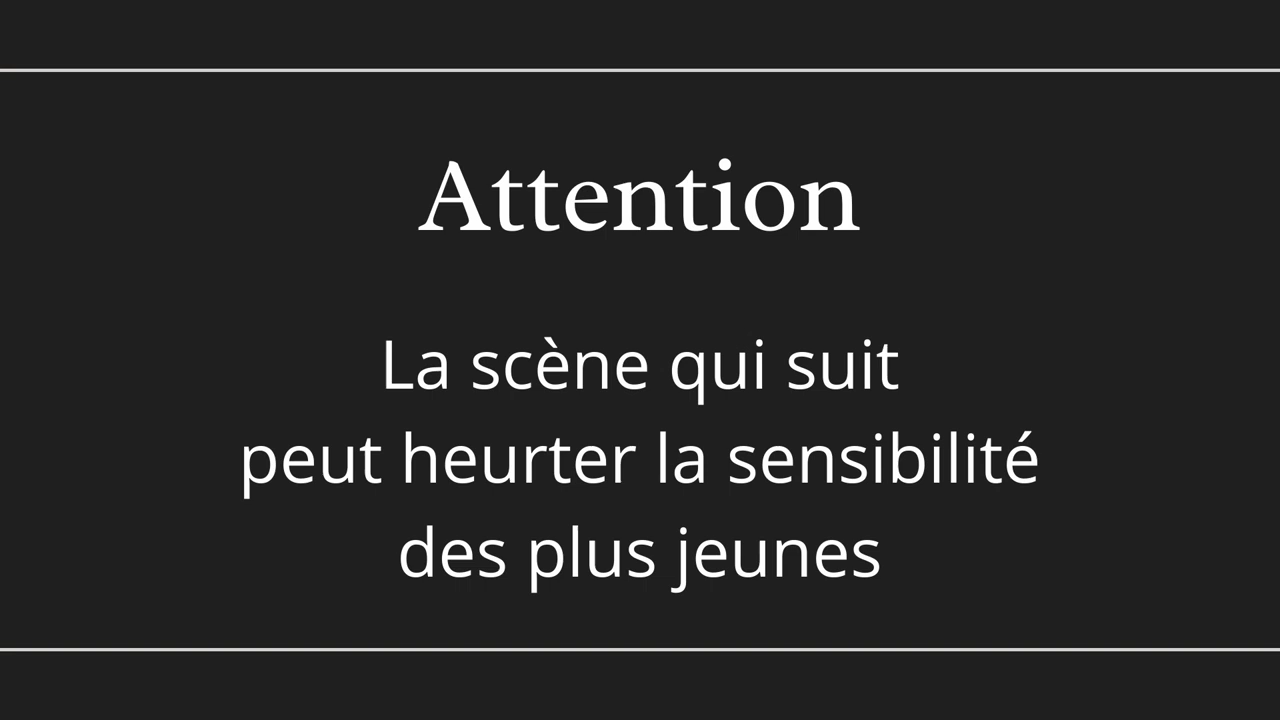 Attention
La scène qui suit
peut heurter la sensibilité
des plus jeunes